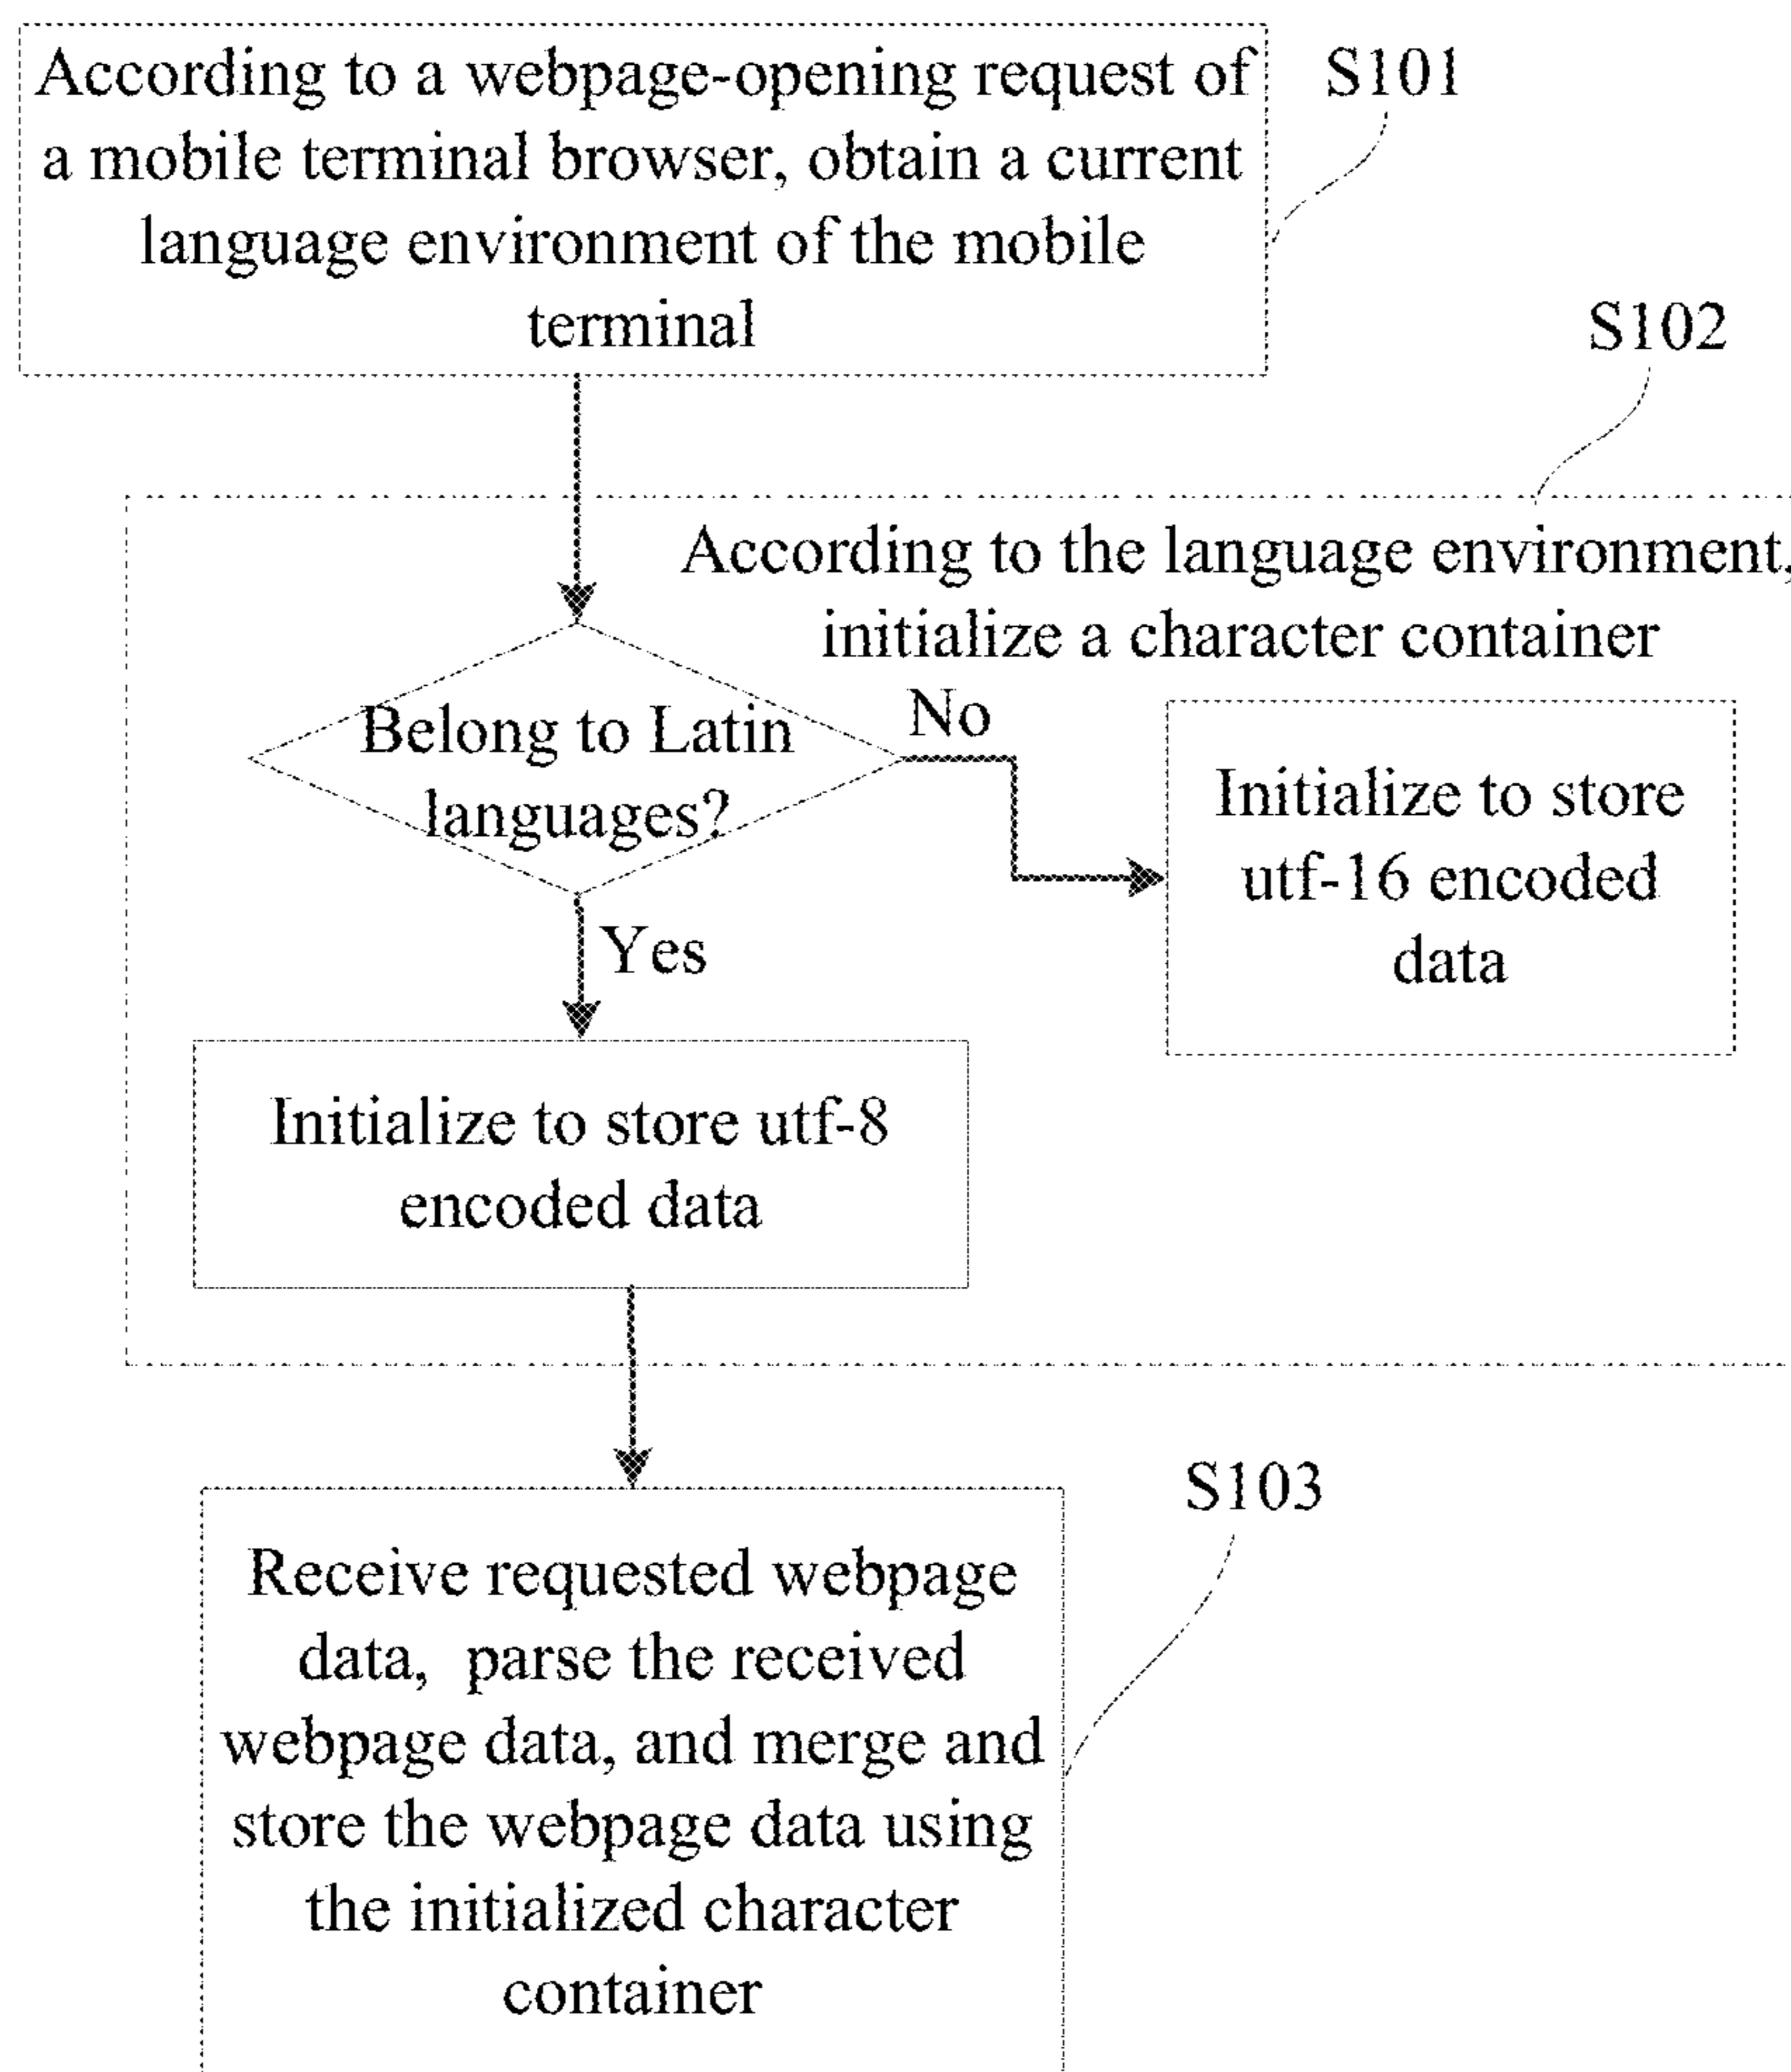 According to a webpage-opening request of
a mobile terminal browser, obtain a current
language environment of the mobile
terminal
S101
S102
According to the language environment,
initialize a character container
Belong to Latin
languages?
No
Initialize to store
utf-16 encoded
data
Yes
Initialize to store utf-8
encoded data
S103
Receive requested webpage
data, parse the received
webpage data, and merge and
store the webpage data using
the initialized character
container